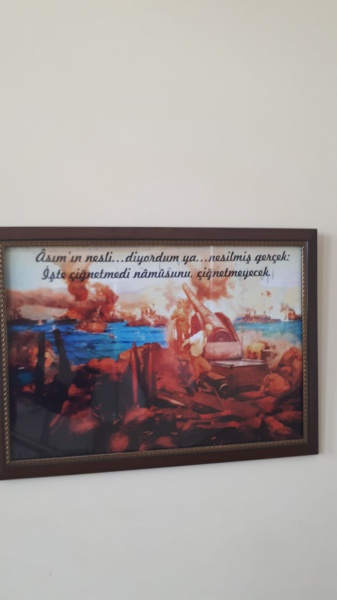 Âsım'ın nesli...diyordum ya...nesilmiş gerçek:
İşte çiğnetmedi nâmûsunu, çiğnetmeyecek.